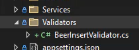 Services
Validators
BeerInsertValidator.cs
appsettings.json